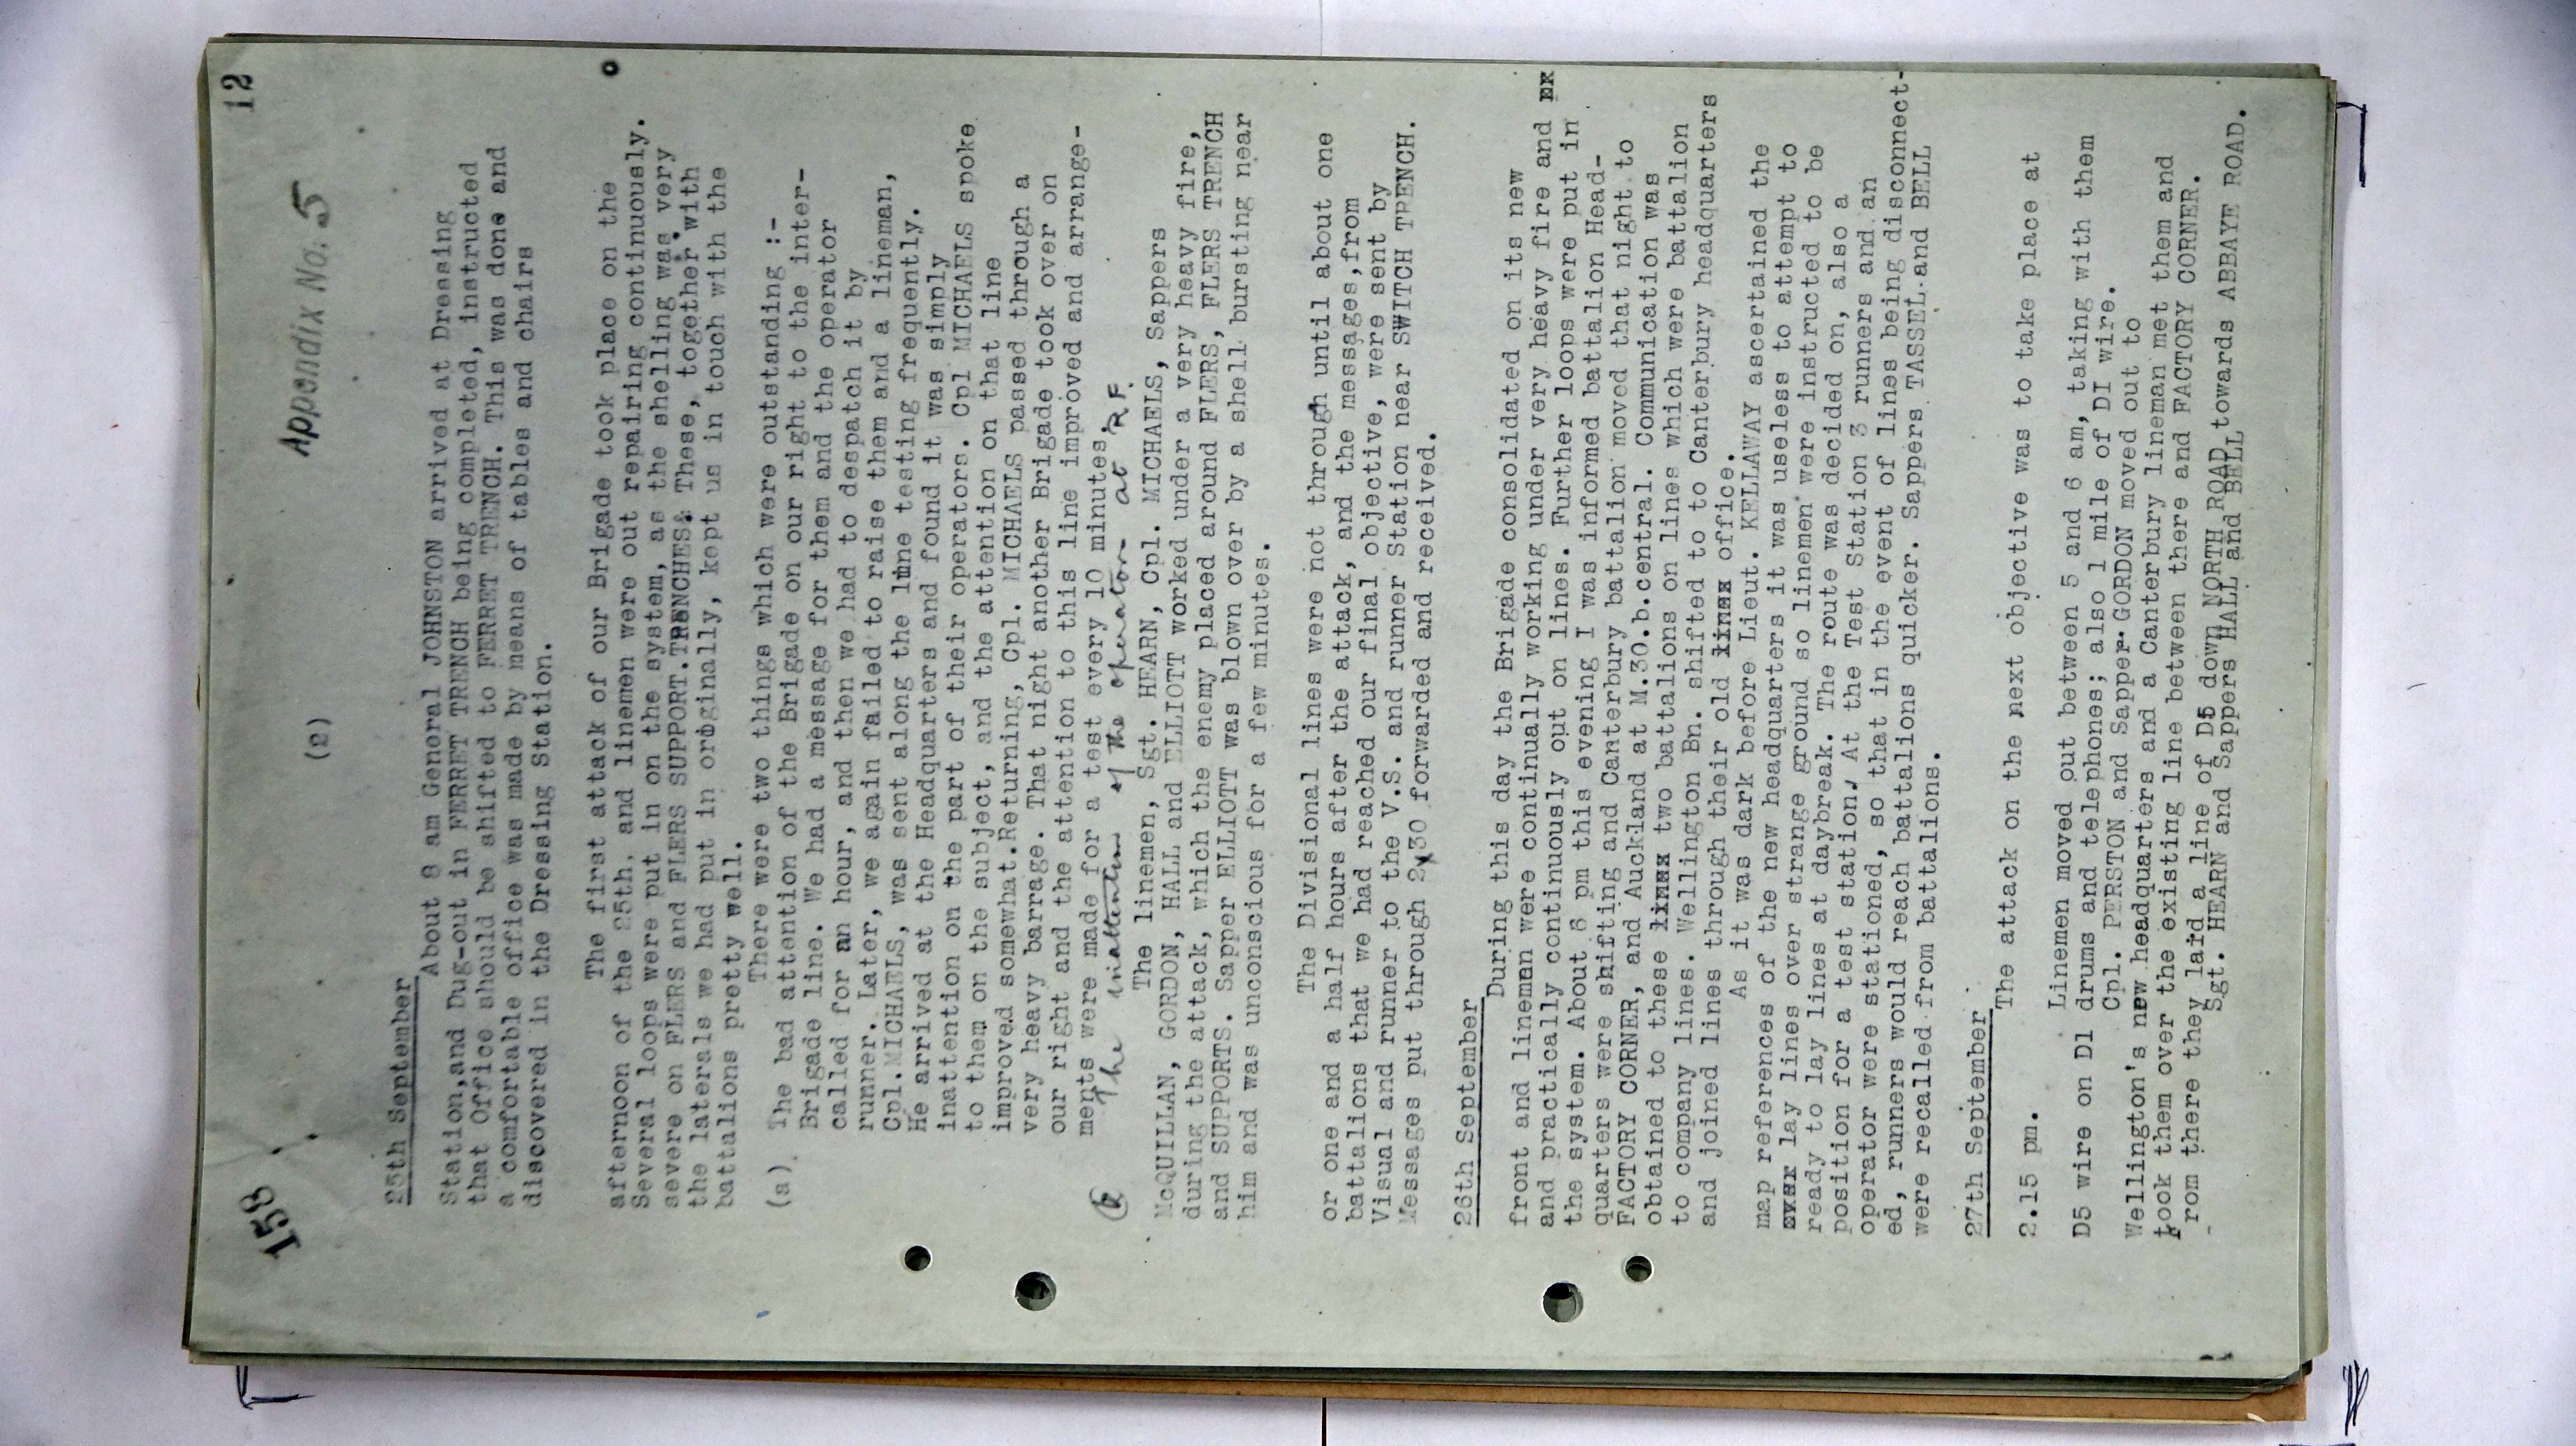 158
12
Appendix No. 5
(2)
25th September
About 8 am General JOHNSTON arrived at Dressing
Station, and Dug-out in FERRET TRENCH being completed, instructed
that Office should be shifted to FERRET TRENCH. This was done and
a comfortable office was made by means of tables and chairs
discovered in the Dressing Station.
The first attack of our Brigade took place on the
afternoon of the 25th, and linemen were out repairing continuously.
Several loops were put in on the system, as the shelling was very
severe on FLERS and FLERS SUPPORT.TRENCHES. These, together with
the laterals we had put in originally, kept us in touch with the
battalions pretty well.
There were two things which were outstanding :-
(a). The bad attention of the Brigade on our right to the inter-
Brigade line. We had a message for them and the operator
called for an hour, and then we had to despatch it by
runner. Later, we again failed to raise them and a lineman,
Cpl.MICHAELS, was sent along the line testing frequently.
He arrived at the Headquarters and found it was simply
inattention on the part of their operators. Cpl MICHAELS spoke
to them on the subject, and the attention on that line
improved somewhat.Returning, Cpl. MICHAELS passed through a
very heavy barrage. That night another Brigade took over on
our right and the attention to this line improved and arrange-
ments were made for a test every 10 minutes.
The inattention of the operator at R.F.
The linemen, Sgt. HEARN, Cpl. MICHAELS, Sappers
McQUILLAN, GORDON, HALL and ELLIOTT worked under a very heavy fire,
during the attack, which the enemy placed around FLERS, FLERS TRENCH
and SUPPORTS. Sapper ELLIOTT was blown over by a shell bursting near
him and was unconscious for a few minutes.
The Divisional lines were not through until about one
or one and a half hours after the attack, and the messages,from
battalions that we had reached our final objective, were sent by
Visual and runner to the V.S. and runner Station near SWITCH TRENCH.
Messages put through 2.30 forwarded and received.
26th September
During this day the Brigade consolidated on its new
front and linemen were continually working under very heavy fire and
and practically continuously out on lines. Further loops were put in
the system. About 6 pm this evening I was informed battalion Head-
quarters were shifting and Canterbury battalion moved that night to
FACTORY CORNER, and Auckland at M.30.b.central. Communication was
obtained to these two battalions on lines which were battalion
to company lines. Wellington Bn. shifted to to Canterbury headquarters
and joined lines through their old office.
As it was dark before Lieut. KELLAWAY ascertained the
map references of the new headquarters it was useless to attempt to
lay lines over strange ground so linemen were instructed to be
ready to lay lines at daybreak. The route was decided on, also a
position for a test station. At the Test Station 3 runners and an
operator were stationed, so that in the event of lines being disconnect-
ed, runners would reach battalions quicker. Sappers TASSEL and BELL
were recalled from battalions.
27th September
The attack on the next objective was to take place at
2.15 pm.
Linemen moved out between 5 and 6 am, taking with them
D5 wire on D1 drums and telephones; also 1 mile of DI wire.
Cpl. PERSTON and Sapper GORDON moved out to
Wellington's new headquarters and a Canterbury lineman met them and
took them over the existing line between there and FACTORY CORNER.
from there they laid a line of D5 down NORTH ROAD
Sgt. HEARN and Sappers HALL and BELL towards ABBAYE ROAD.